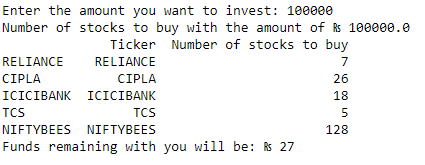 Enter the amount you want to invest: 100000
Number of stocks to buy with the amount of ₨ 100000.0
Ticker Number of stocks to buy
RELIANCE RELIANCE 7
CIPLA CIPLA 26
ICICIBANK ICICIBANK 18
TCS TCS 5
NIFTYBEES NIFTYBEES 128
Funds remaining with you will be: ₨ 27